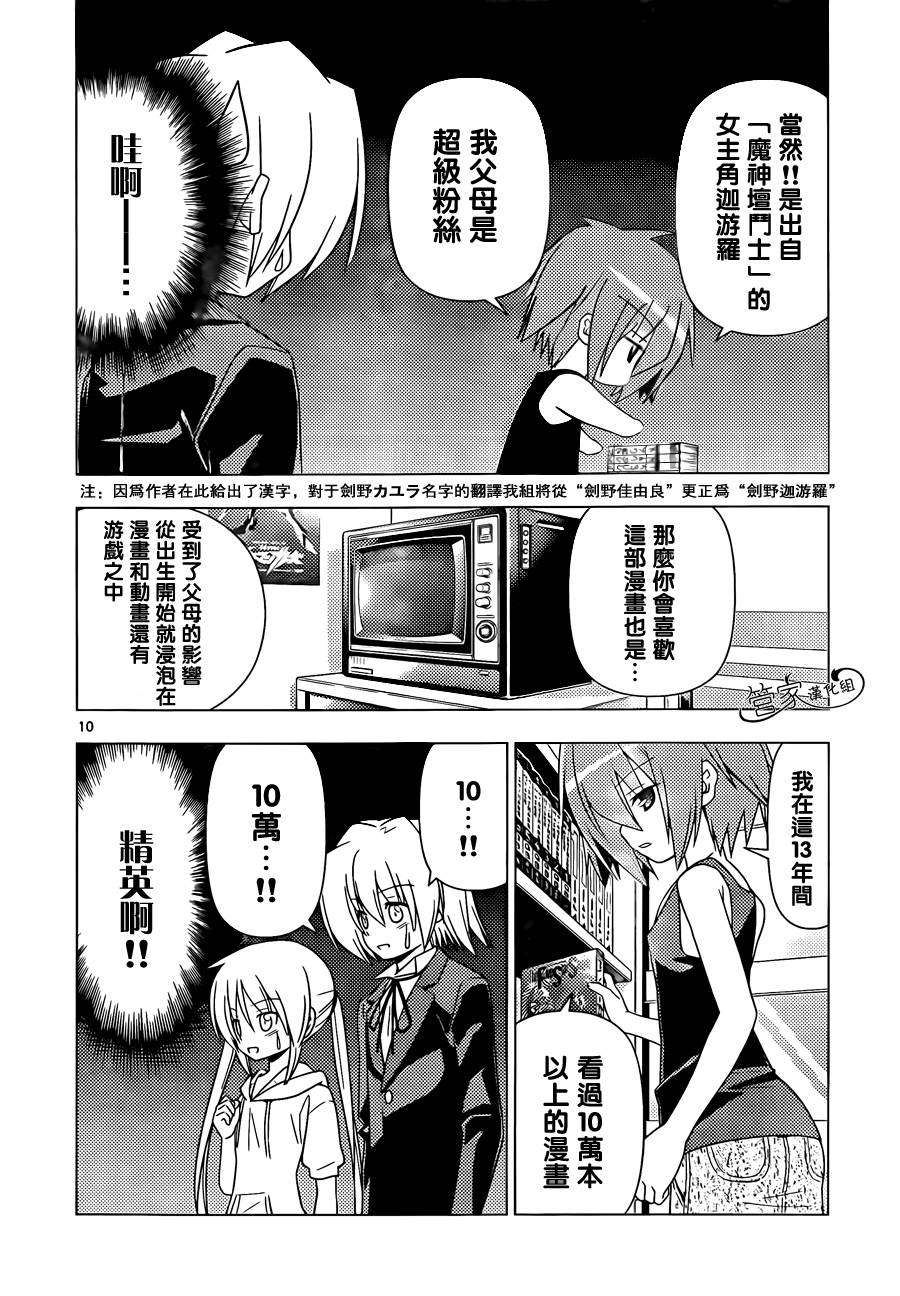 當然!!是出自
「魔神壇鬥士」的
女主角迦游羅
我父母是
超級粉絲
哇啊——…
注：因爲作者在此給出了漢字，對于劍野カユラ名字的翻譯我組將從“劍野佳由良”更正爲“劍野迦游羅”
那麼你會喜歡
這部漫畫也是…
受到了父母的影響
從出生開始就浸泡在
漫畫和動畫還有
游戲之中
管家漢化組
10
我在這13年間
看過10萬本
以上的漫畫
10…!!
10
萬…!!
精英啊!!